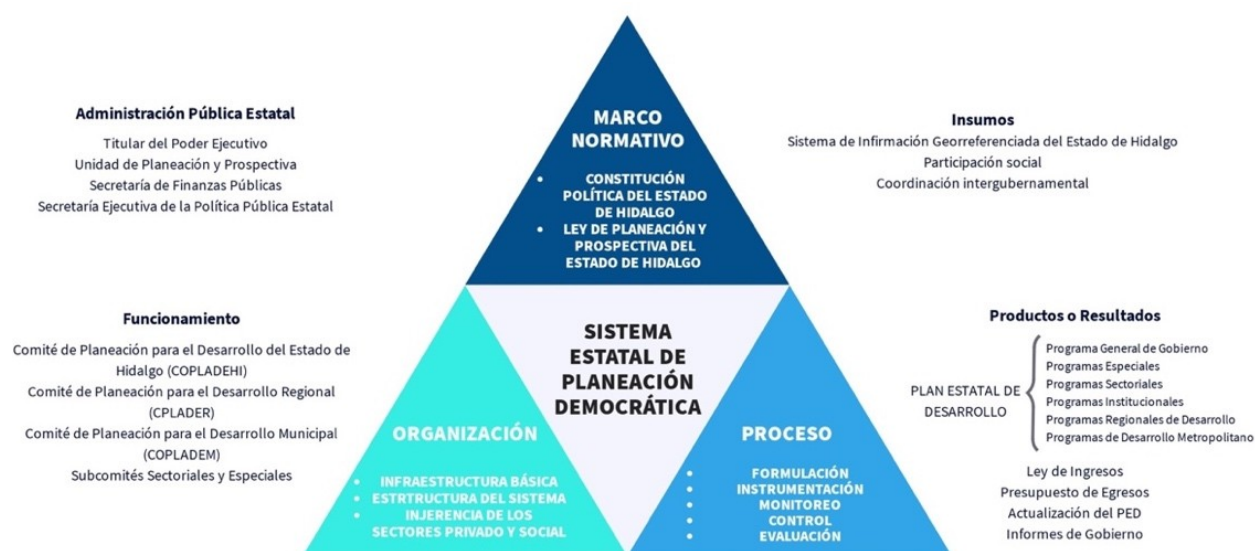 Administración Pública Estatal
Titular del Poder Ejecutivo
Unidad de Planeación y Prospectiva
Secretaría de Finanzas Públicas
Secretaría Ejecutiva de la Política Pública Estatal
Funcionamiento
Comité de Planeación para el Desarrollo del Estado de
Hidalgo (COPLADEHI)
Comité de Planeación para el Desarrollo Regional
(CPLADER)
Comité de Planeación para el Desarrollo Municipal
(COPLADEM)
Subcomités Sectoriales y Especiales
MARCO
NORMATIVO
• CONSTITUCIÓN
POLÍTICA DEL ESTADO
DE HIDALGO
• LEY DE PLANEACIÓN Y
PROSPECTIVA DEL
ESTADO DE HIDALGO
SISTEMA
ESTATAL DE
PLANEACIÓN
DEMOCRÁTICA
ORGANIZACIÓN
• INFRAESTRUCTURA BÁSICA
• ESTRTRUCTURA DEL SISTEMA
• INJERENCIA DE LOS
SECTORES PRIVADO Y SOCIAL
PROCESO
• FORMULACIÓN
• INSTRUMENTACIÓN
• MONITOREO
• CONTROL
• EVALUACIÓN
Insumos
Sistema de Infirmación Georreferenciada del Estado de Hidalgo
Participación social
Coordinación intergubernamental
Productos o Resultados
PLAN ESTATAL DE
DESARROLLO
Programa General de Gobierno
Programas Especiales
Programas Sectoriales
Programas Institucionales
Programas Regionales de Desarrollo
Programas de Desarrollo Metropolitano
Ley de Ingresos
Presupuesto de Egresos
Actualización del PED
Informes de Gobierno